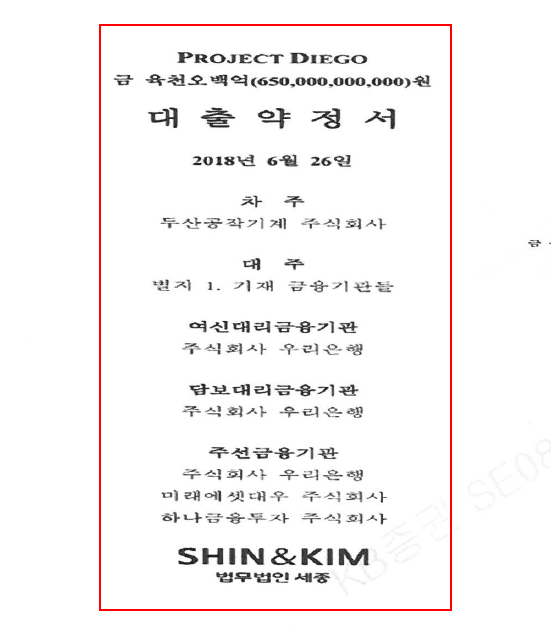 PROJECT DIEGO
금 육천오백억(650,000,000,000)원
대 출 약 정 서
2018년 6월 26일
차 주
두산공작기계 주식회사
대 주
별지 1. 기재 금융기관들
여신대리금융기관
주식회사 우리은행
담보대리금융기관
주식회사 우리은행
주선금융기관
주식회사 우리은행
미래에셋대우 주식회사
하나금융투자 주식회사
SHIN&KIM
법무법인 세종
금
KB증권 SE08